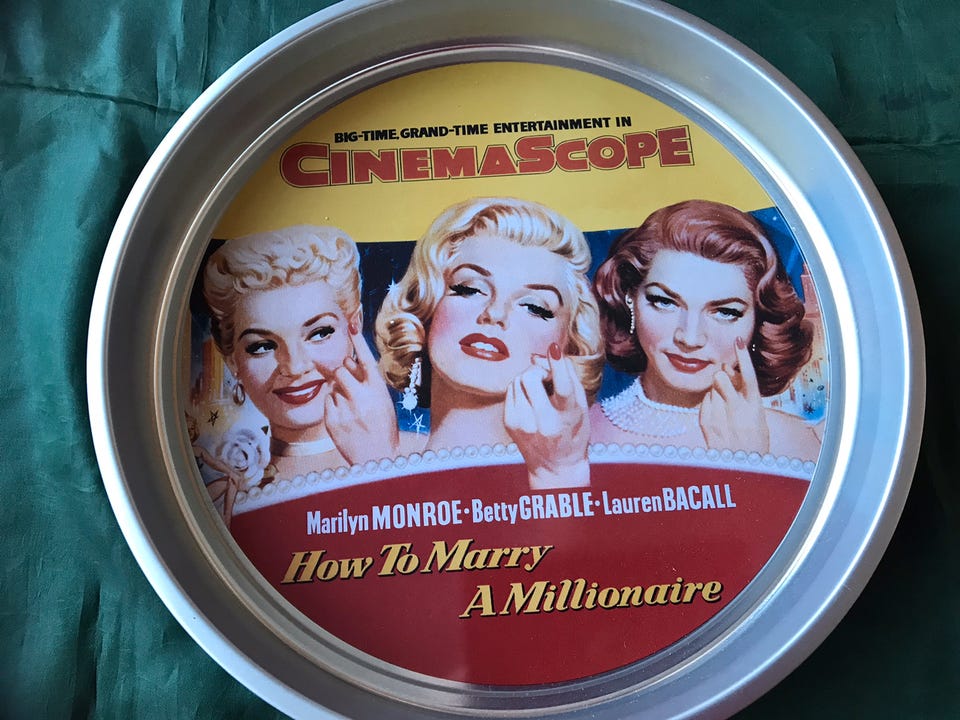 BIG-TIME, GRAND-TIME ENTERTAINMENT IN
CINEMASCOPE
Marilyn MONROE · Betty GRABLE · Lauren BACALL
How To Marry
A Millionaire